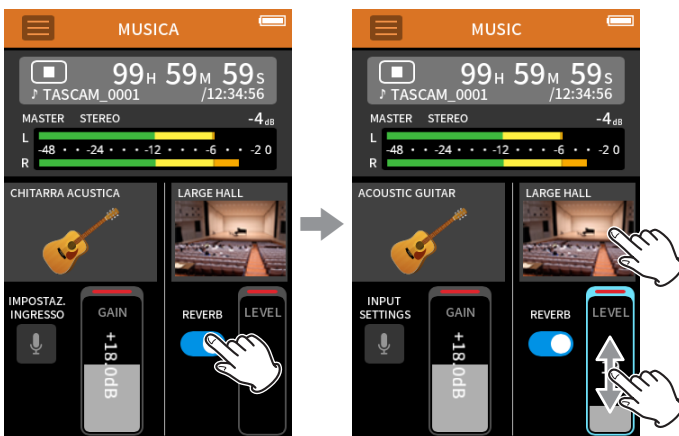 MUSICA
99H 59M 59S
♪ TASCAM_0001 /12:34:56
MASTER STEREO -4dB
L
-48 · · -24 · · · -12 · · · · -6 · · · -2 0
R
CHITARRA ACUSTICA
LARGE HALL
IMPOSTAZ.
INGRESSO
GAIN
+18.0dB
REVERB
LEVEL
MUSIC
99H 59M 59S
♪ TASCAM_0001 /12:34:56
MASTER STEREO -4dB
L
-48 · · -24 · · · -12 · · · · -6 · · · -2 0
R
ACOUSTIC GUITAR
LARGE HALL
INPUT
SETTINGS
GAIN
+18.0dB
REVERB
LEVEL